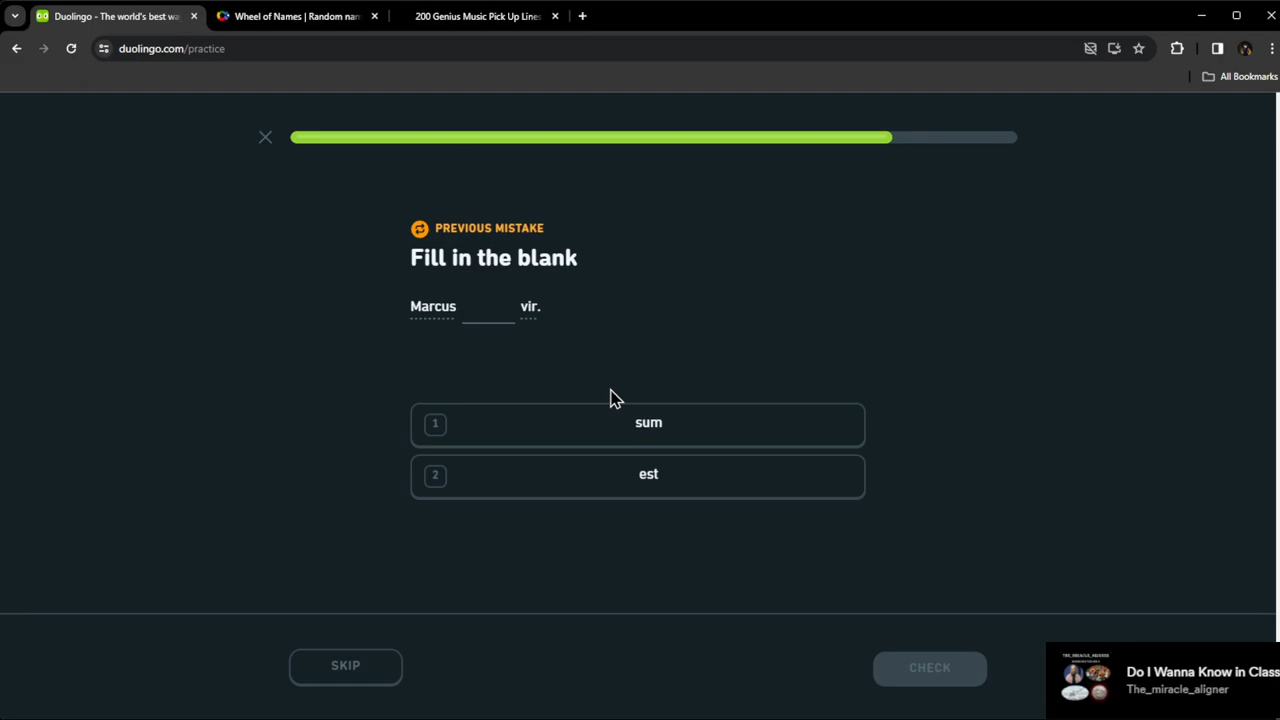 Duolingo - The world's best wa
Wheel of Names | Random nam
200 Genius Music Pick Up Lines
duolingo.com/practice
All Bookmarks
PREVIOUS MISTAKE
Fill in the blank
Marcus ______ vir.
1 sum
2 est
SKIP
CHECK
THE_MIRACLE_ALIGNER
Do I Wanna Know in Class
The_miracle_aligner